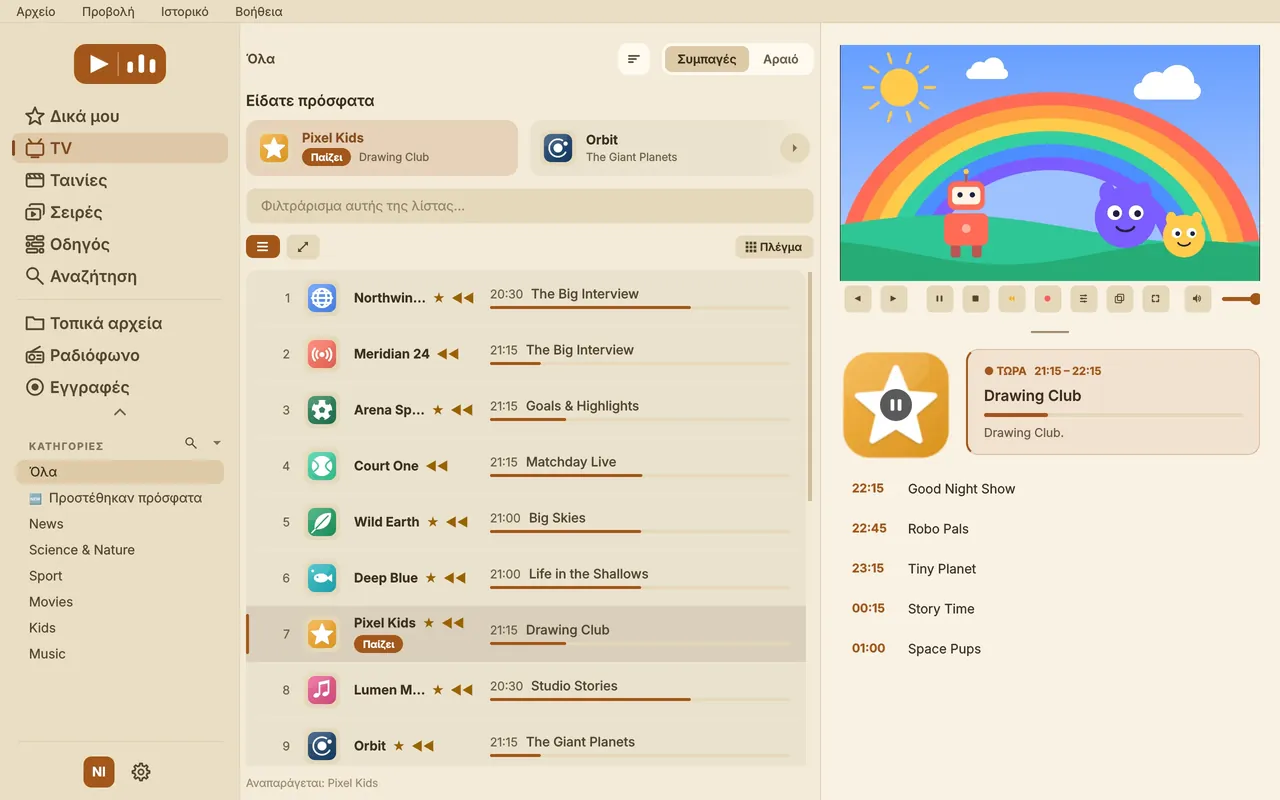 Αρχείο Προβολή Ιστορικό Βοήθεια
Δικά μου
TV
Ταινίες
Σειρές
Οδηγός
Αναζήτηση
Τοπικά αρχεία
Ραδιόφωνο
Εγγραφές
ΚΑΤΗΓΟΡΙΕΣ
Όλα
Προστέθηκαν πρόσφατα
News
Science & Nature
Sport
Movies
Kids
Music
NI
Όλα
Συμπαγές Αραιό
Είδατε πρόσφατα
Pixel Kids
Παίζει Drawing Club
Orbit
The Giant Planets
Φιλτράρισμα αυτής της λίστας...
Πλέγμα
1 Northwin... 20:30 The Big Interview
2 Meridian 24 21:15 The Big Interview
3 Arena Sp... 21:15 Goals & Highlights
4 Court One 21:15 Matchday Live
5 Wild Earth 21:00 Big Skies
6 Deep Blue 21:00 Life in the Shallows
7 Pixel Kids 21:15 Drawing Club
Παίζει
8 Lumen M... 20:30 Studio Stories
9 Orbit 21:15 The Giant Planets
Αναπαράγεται: Pixel Kids
ΤΩΡΑ 21:15 – 22:15
Drawing Club
Drawing Club.
22:15 Good Night Show
22:45 Robo Pals
23:15 Tiny Planet
00:15 Story Time
01:00 Space Pups